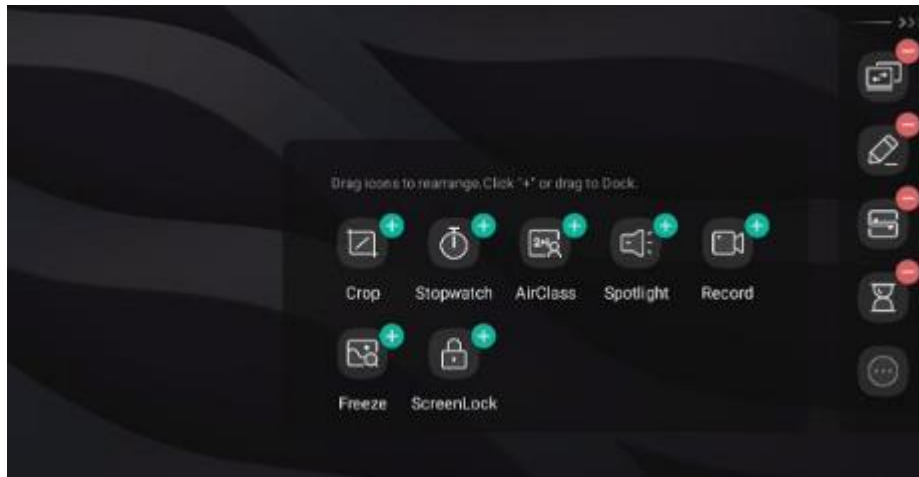 Drag icons to rearrange.Click "+" or drag to Dock.
Crop Stopwatch AirClass Spotlight Record
Freeze ScreenLock